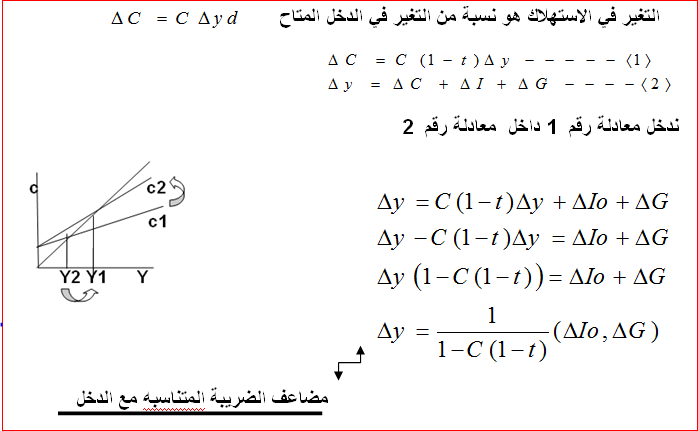 التغير في الاستهلاك هو نسبة من التغير في الدخل المتاح ΔC = C Δyd
ΔC = C (1 − t) Δy − − − − − ⟨1⟩
Δy = ΔC + ΔI + ΔG − − − − ⟨2⟩
ندخل معادلة رقم 1 داخل معادلة رقم 2
Δy = C (1−t)Δy + ΔIo + ΔG
Δy −C (1−t)Δy = ΔIo + ΔG
Δy (1−C (1−t)) = ΔIo + ΔG
Δy = 1/(1−C (1−t)) (ΔIo , ΔG )
c
c2
c1
Y2 Y1 Y
مضاعف الضريبة المتناسبه مع الدخل